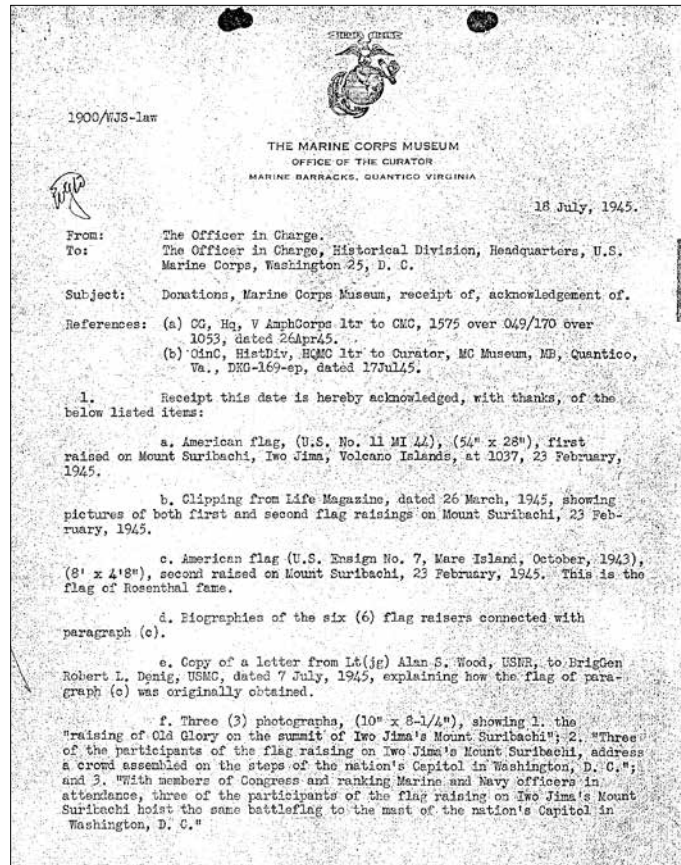 1900/WJS-law
THE MARINE CORPS MUSEUM
OFFICE OF THE CURATOR
MARINE BARRACKS, QUANTICO VIRGINIA
18 July, 1945.
From: The Officer in Charge.
To: The Officer in Charge, Historical Division, Headquarters, U.S.
Marine Corps, Washington 25, D. C.
Subject: Donations, Marine Corps Museum, receipt of, acknowledgement of.
References: (a) CG, Hq, V AmphCorps ltr to CMC, 1575 over 049/170 over
1053, dated 26Apr45.
(b) OinC, HistDiv, HQMC ltr to Curator, MC Museum, MB, Quantico,
Va., DKG-169-ep, dated 17Jul45.
1. Receipt this date is hereby acknowledged, with thanks, of the
below listed items:
a. American flag, (U.S. No. 11 MI 44), (54" x 28"), first
raised on Mount Suribachi, Iwo Jima, Volcano Islands, at 1037, 23 February,
1945.
b. Clipping from Life Magazine, dated 26 March, 1945, showing
pictures of both first and second flag raisings on Mount Suribachi, 23 Feb-
ruary, 1945.
c. American flag (U.S. Ensign No. 7, Mare Island, October, 1943),
(8' x 4'8"), second raised on Mount Suribachi, 23 February, 1945. This is the
flag of Rosenthal fame.
d. Biographies of the six (6) flag raisers connected with
paragraph (c).
e. Copy of a letter from Lt(jg) Alan S. Wood, USNR, to BrigGen
Robert L. Denig, USMC, dated 7 July, 1945, explaining how the flag of para-
graph (c) was originally obtained.
f. Three (3) photographs, (10" x 8-1/4"), showing 1. the
"raising of Old Glory on the summit of Iwo Jima's Mount Suribachi"; 2. "Three
of the participants of the flag raising on Iwo Jima's Mount Suribachi, address
a crowd assembled on the steps of the nation's Capitol in Washington, D. C.";
and 3. "With members of Congress and ranking Marine and Navy officers in
attendance, three of the participants of the flag raising on Iwo Jima's Mount
Suribachi hoist the same battleflag to the mast of the nation's Capitol in
Washington, D. C."